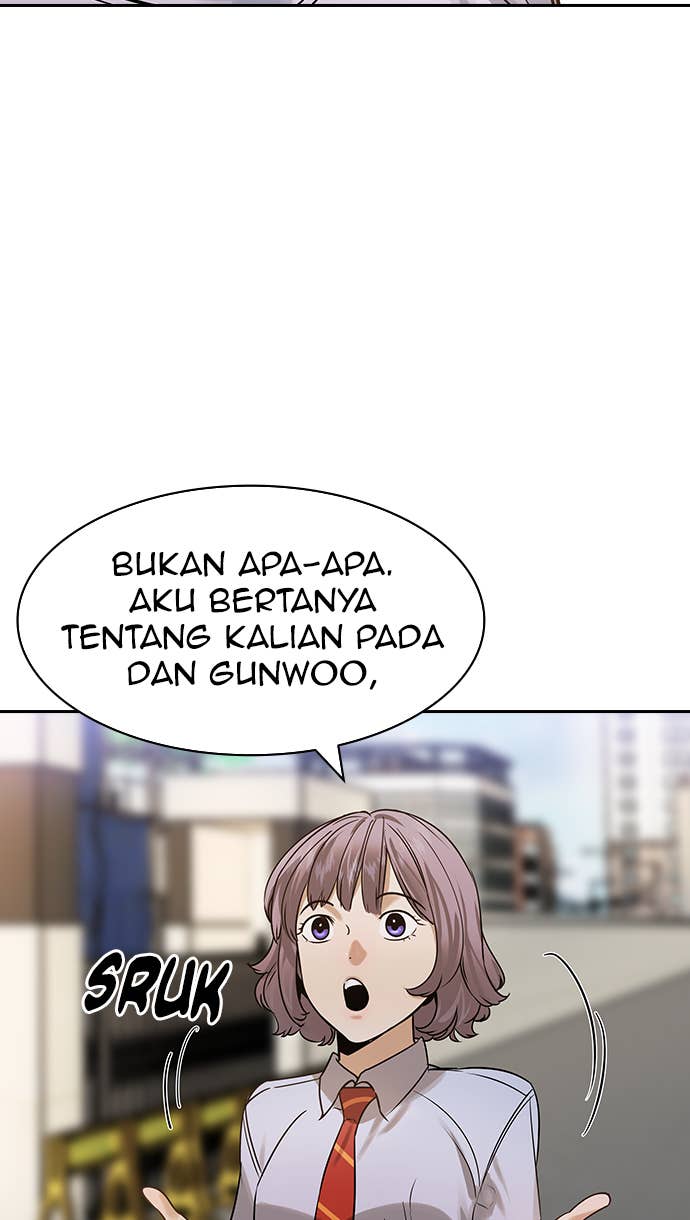 BUKAN APA-APA.
AKU BERTANYA
TENTANG KALIAN PADA
DAN GUNWOO,
SRUK